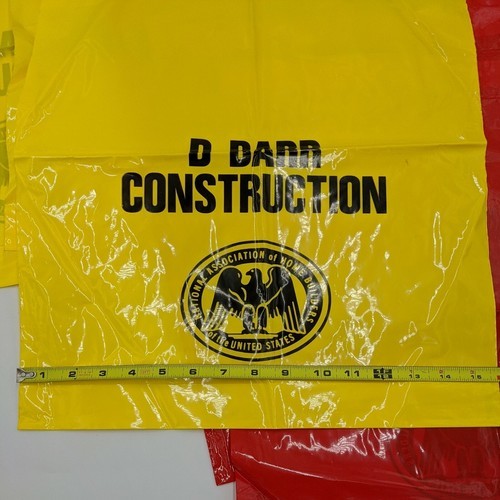 D DARR
CONSTRUCTION
NATIONAL ASSOCIATION of HOME BUILDERS
of the UNITED STATES
1 2 3 4 5 6 7 8 9 10 11 12 13 14 15